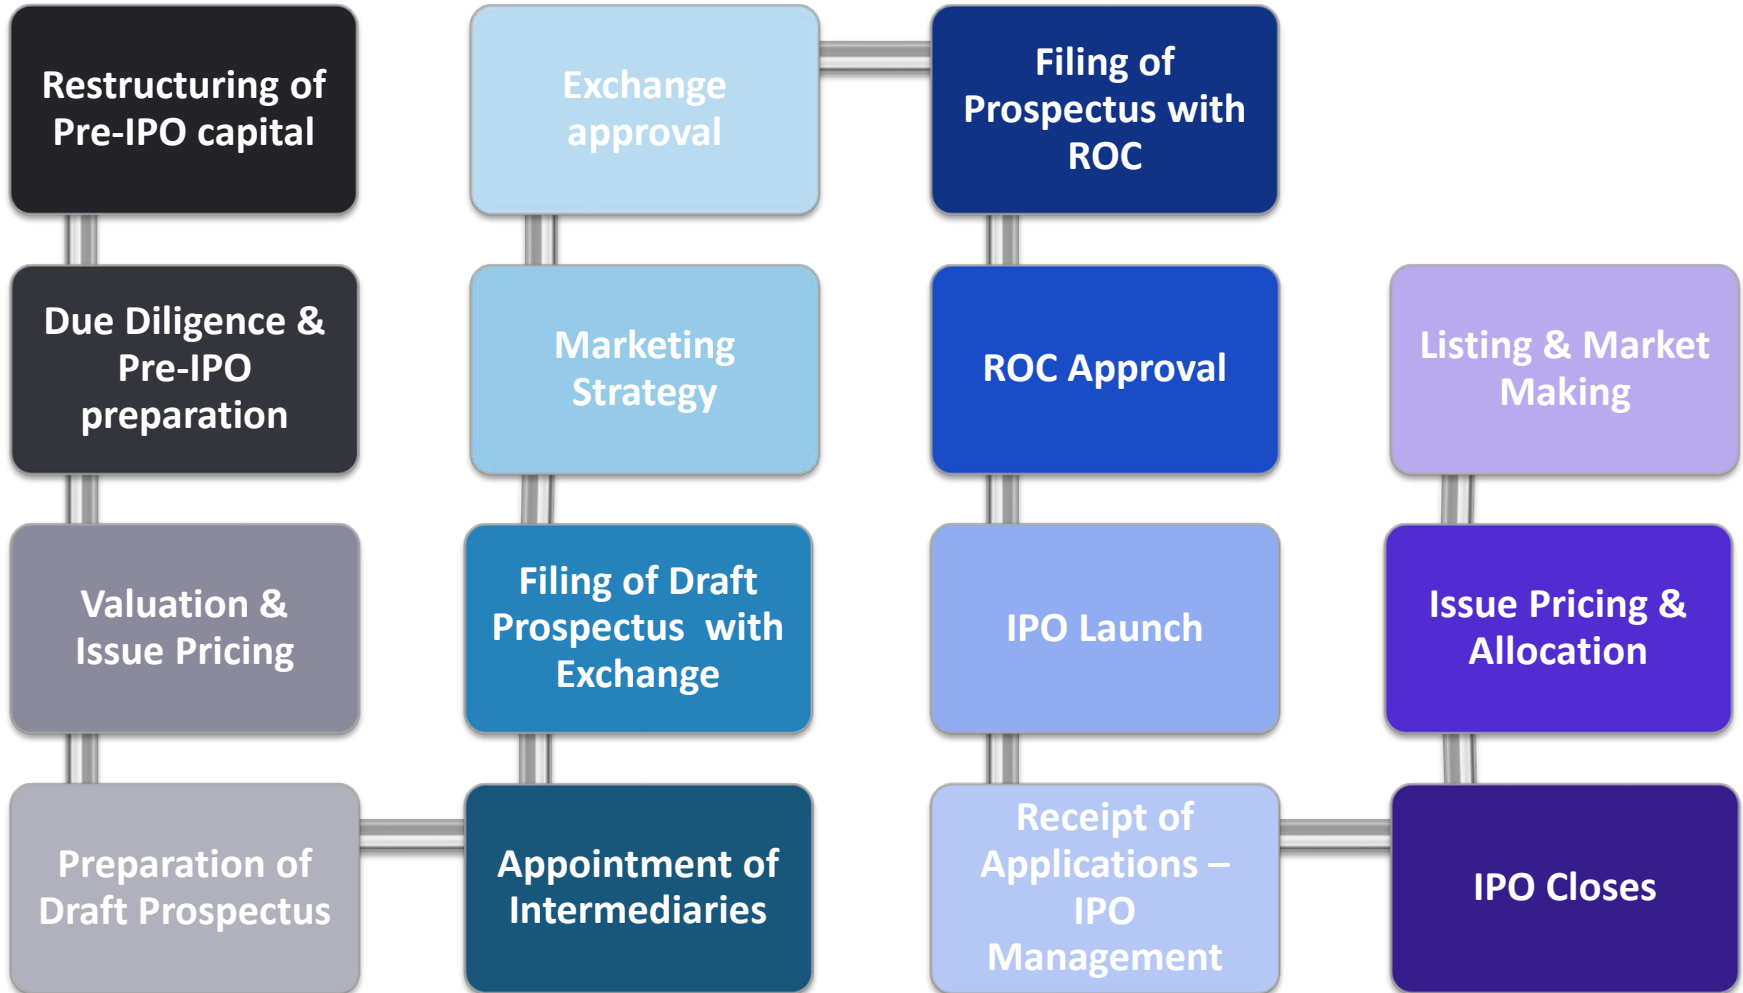 Restructuring of
Pre-IPO capital
Due Diligence &
Pre-IPO
preparation
Valuation &
Issue Pricing
Preparation of
Draft Prospectus
Appointment of
Intermediaries
Filing of Draft
Prospectus  with
Exchange
Marketing
Strategy
Exchange
approval
Filing of
Prospectus with
ROC
ROC Approval
IPO Launch
Receipt of
Applications –
IPO
Management
IPO Closes
Issue Pricing &
Allocation
Listing & Market
Making